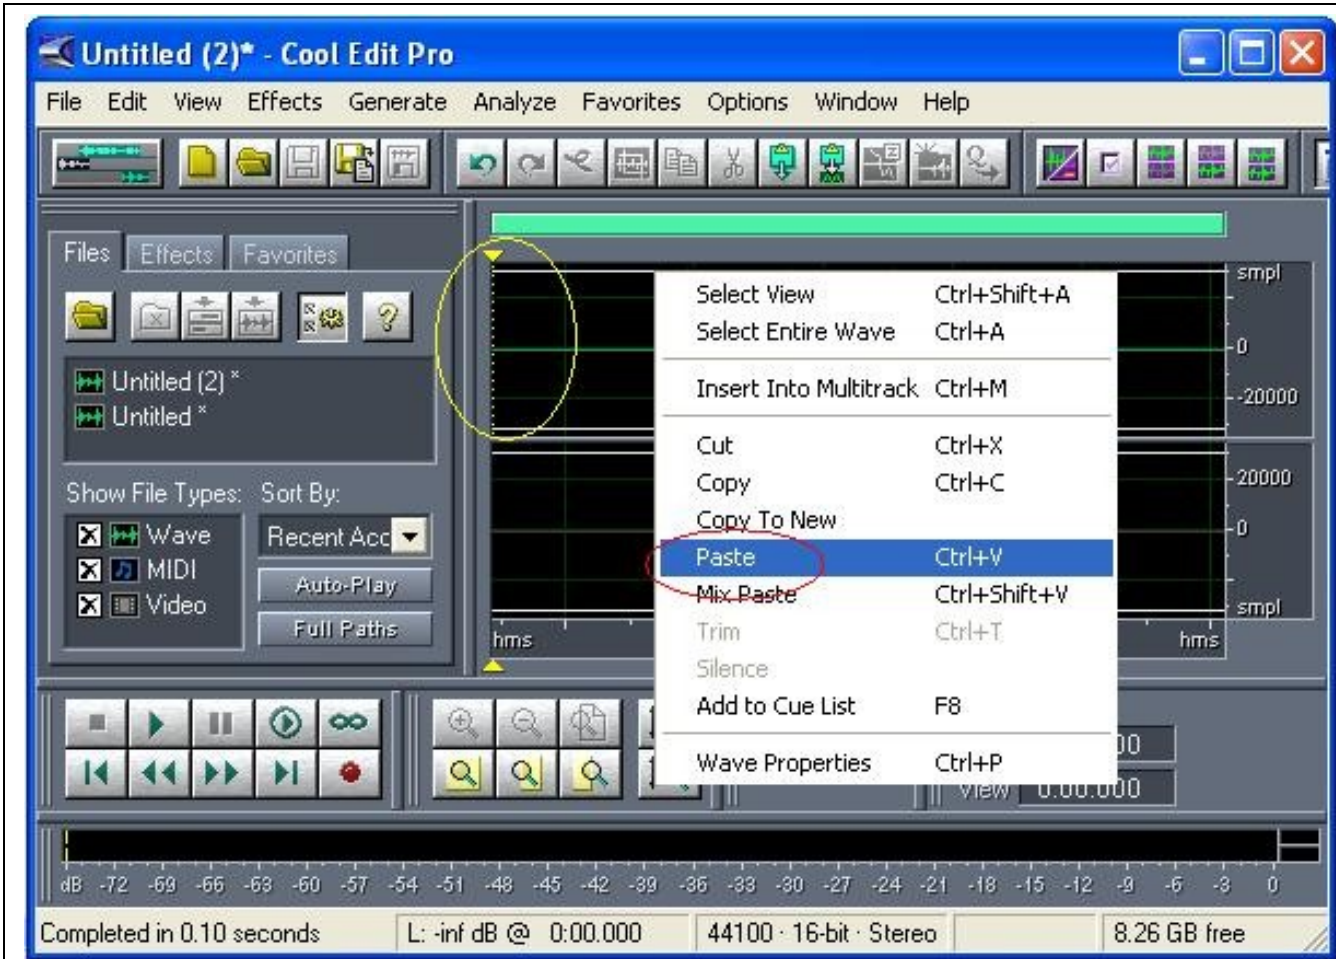 Untitled (2)* - Cool Edit Pro
File Edit View Effects Generate Analyze Favorites Options Window Help
Files Effects Favorites
Untitled (2) *
Untitled *
Show File Types: Sort By:
Wave
MIDI
Video
Recent Acc
Auto-Play
Full Paths
smpl
0
-20000
20000
0
smpl
hms hms
Select View Ctrl+Shift+A
Select Entire Wave Ctrl+A
Insert Into Multitrack Ctrl+M
Cut Ctrl+X
Copy Ctrl+C
Copy To New
Paste Ctrl+V
Mix Paste Ctrl+Shift+V
Trim Ctrl+T
Silence
Add to Cue List F8
Wave Properties Ctrl+P
00
View 0:00.000
dB -72 -69 -66 -63 -60 -57 -54 -51 -48 -45 -42 -39 -36 -33 -30 -27 -24 -21 -18 -15 -12 -9 -6 -3 0
Completed in 0.10 seconds L: -inf dB @ 0:00.000 44100 · 16-bit · Stereo 8.26 GB free